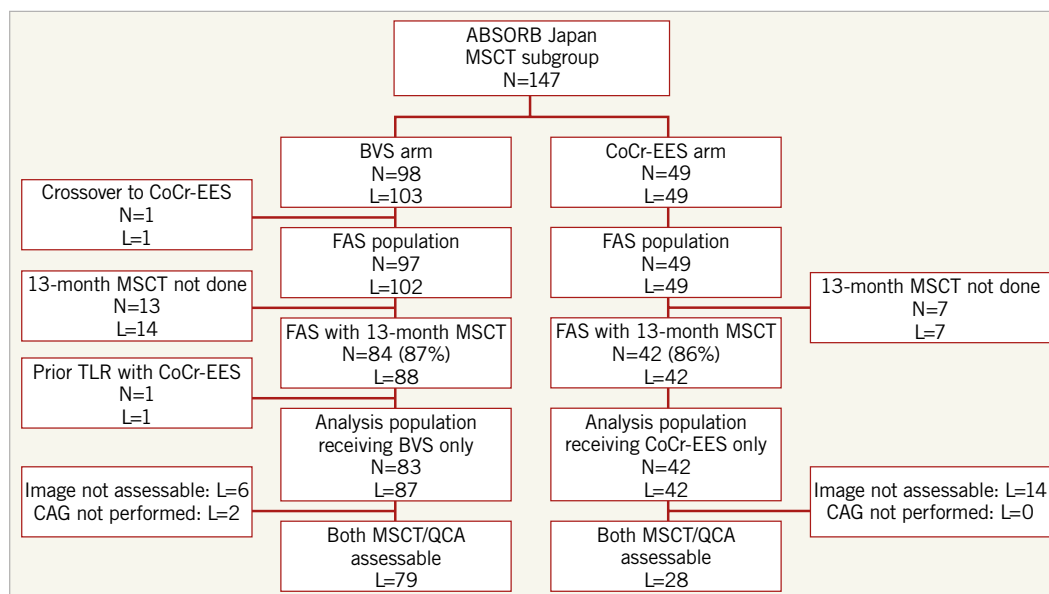 ABSORB Japan
MSCT subgroup
N=147
BVS arm
N=98
L=103
CoCr-EES arm
N=49
L=49
Crossover to CoCr-EES
N=1
L=1
FAS population
N=97
L=102
FAS population
N=49
L=49
13-month MSCT not done
N=13
L=14
13-month MSCT not done
N=7
L=7
FAS with 13-month MSCT
N=84 (87%)
L=88
FAS with 13-month MSCT
N=42 (86%)
L=42
Prior TLR with CoCr-EES
N=1
L=1
Analysis population
receiving BVS only
N=83
L=87
Analysis population
receiving CoCr-EES only
N=42
L=42
Image not assessable: L=6
CAG not performed: L=2
Image not assessable: L=14
CAG not performed: L=0
Both MSCT/QCA
assessable
L=79
Both MSCT/QCA
assessable
L=28